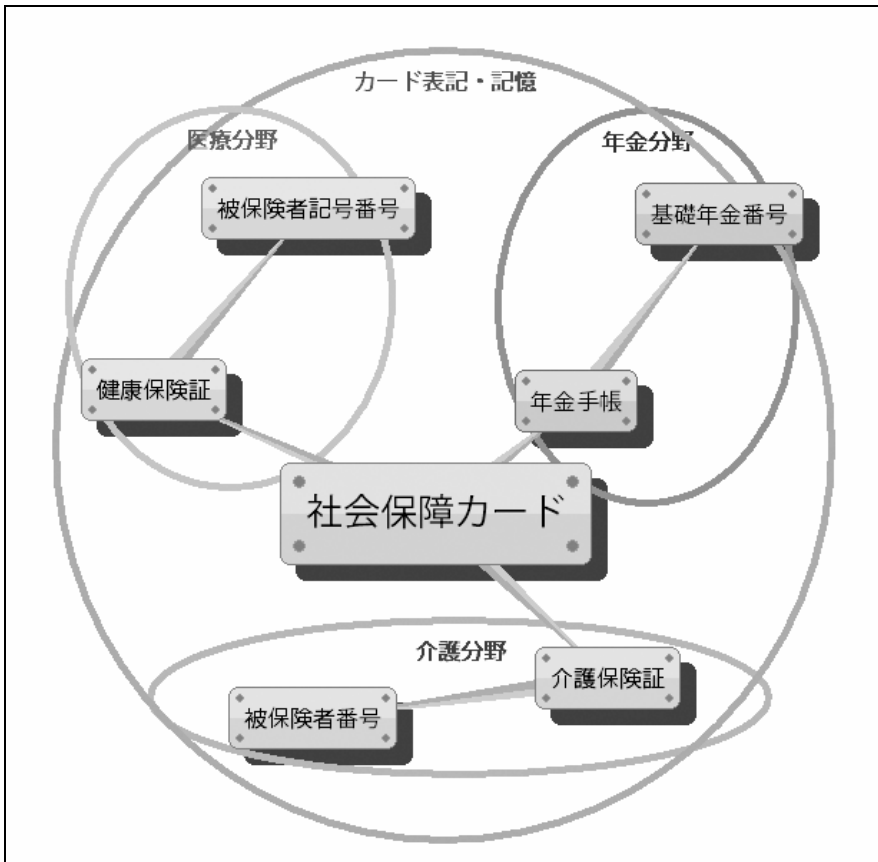 カード表記・記憶
医療分野
年金分野
被保険者記号番号
基礎年金番号
健康保険証
年金手帳
社会保障カード
介護分野
介護保険証
被保険者番号